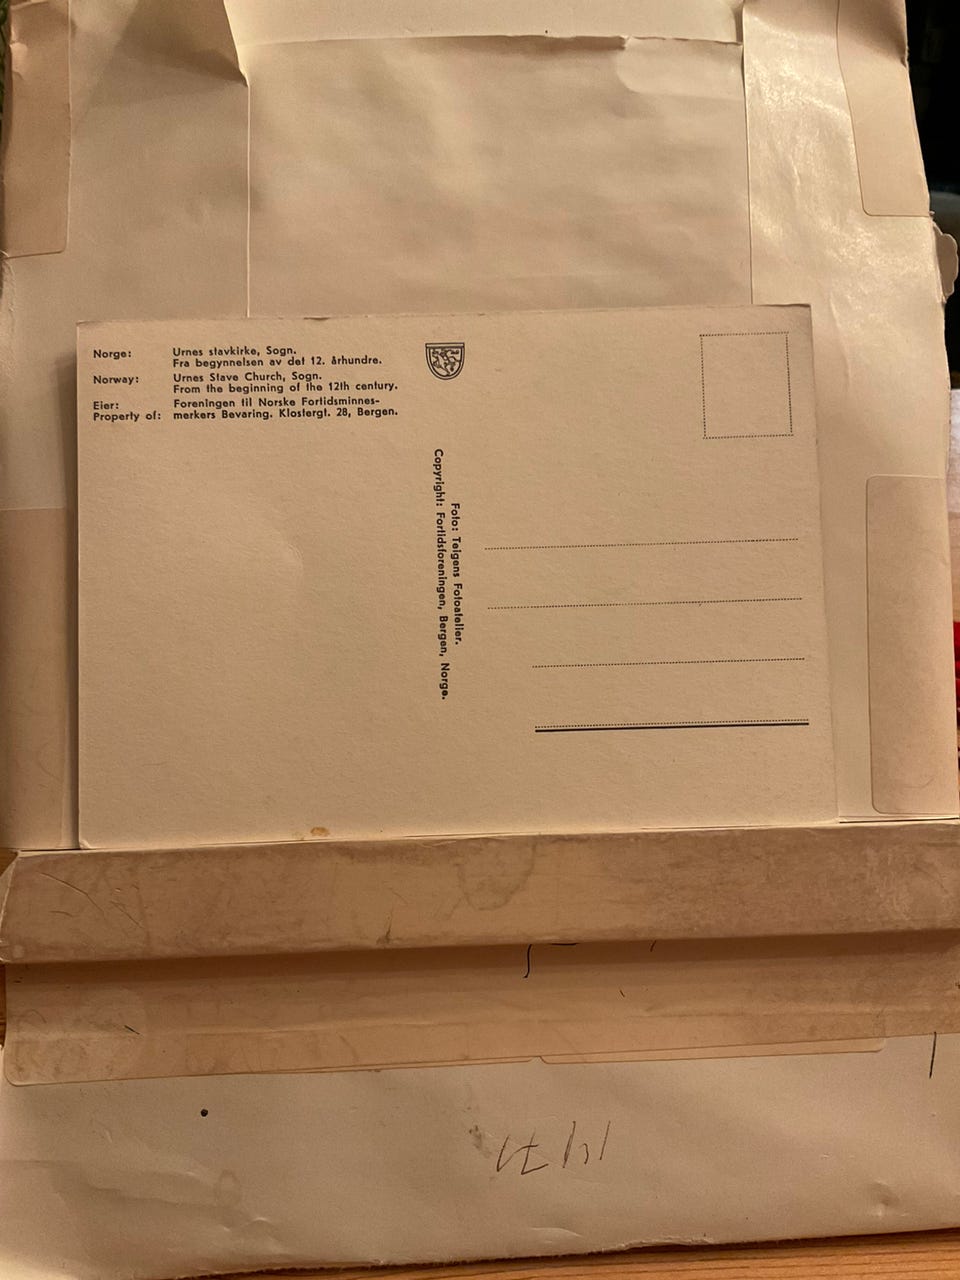 Norge: Urnes stavkirke, Sogn.
Fra begynnelsen av det 12. århundre.
Norway: Urnes Stave Church, Sogn.
From the beginning of the 12th century.
Eier: Foreningen til Norske Fortidsminnes-
Property of: merkers Bevaring. Klostergt. 28, Bergen.
Foto: Teigens Fotoatelier.
Copyright: Fortidsforeningen, Bergen, Norge.